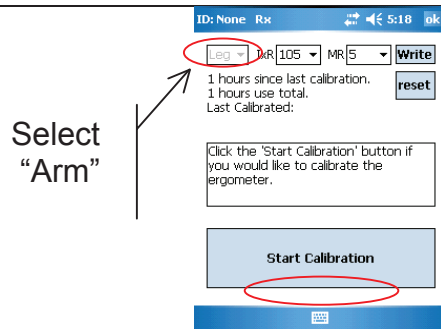 ID: None Rx 5:18 ok
Leg TxR 105 MR 5 Write
1 hours since last calibration.
1 hours use total.
Last Calibrated:
reset
Select
“Arm”
Click the 'Start Calibration' button if
you would like to calibrate the
ergometer.
Start Calibration